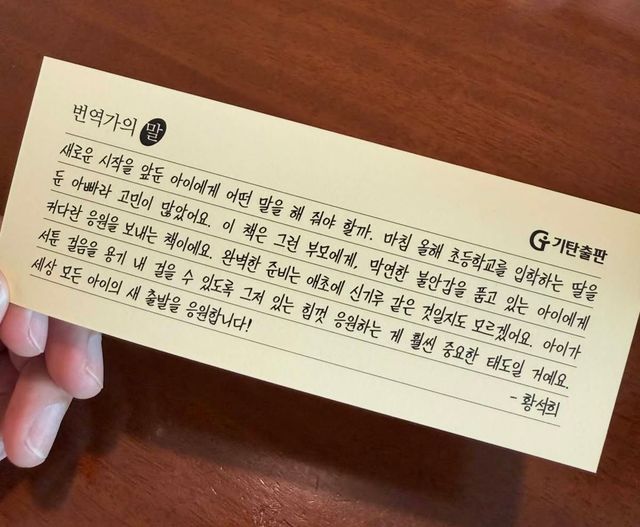 번역가의 말
기탄출판
새로운 시작을 앞둔 아이에게 어떤 말을 해 줘야 할까. 마침 올해 초등학교를 입학하는 딸을
둔 아빠라 고민이 많았어요. 이 책은 그런 부모에게, 막연한 불안감을 품고 있는 아이에게
커다란 응원을 보내는 책이에요. 완벽한 준비는 애초에 신기루 같은 것일지도 모르겠어요. 아이가
서툰 걸음을 용기 내 걸을 수 있도록 그저 있는 힘껏 응원하는 게 훨씬 중요한 태도일 거예요.
세상 모든 아이의 새 출발을 응원합니다!
- 황석희